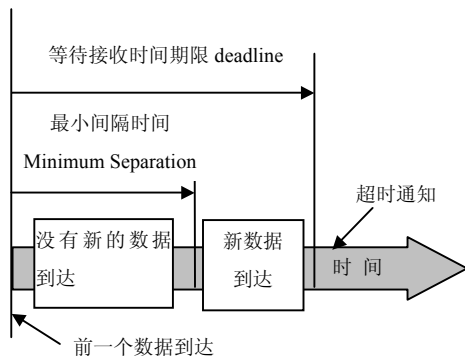 等待接收时间期限 deadline
最小间隔时间
Minimum Separation
超时通知
没有新的数据
到达
新数据
到达
时 间
前一个数据到达